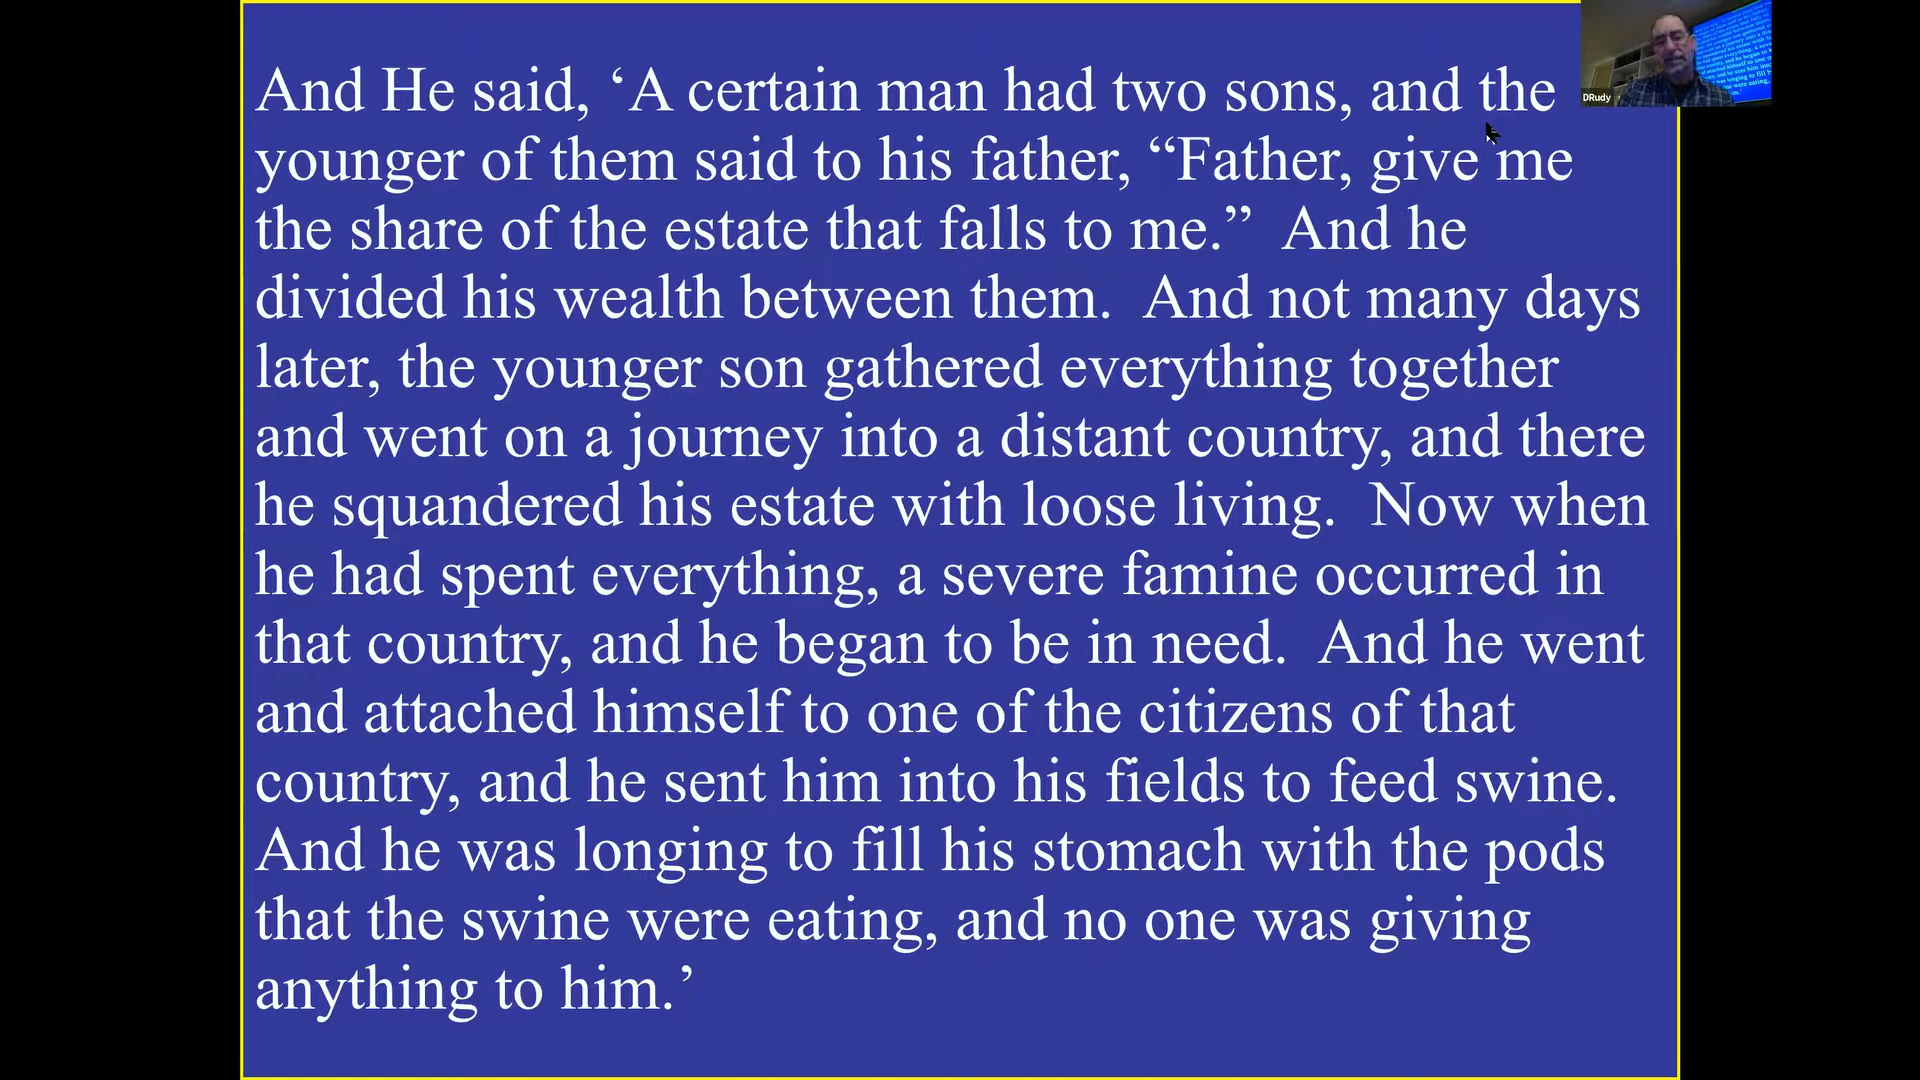 And He said, ‘A certain man had two sons, and the
younger of them said to his father, “Father, give me
the share of the estate that falls to me.”  And he
divided his wealth between them.  And not many days
later, the younger son gathered everything together
and went on a journey into a distant country, and there
he squandered his estate with loose living.  Now when
he had spent everything, a severe famine occurred in
that country, and he began to be in need.  And he went
and attached himself to one of the citizens of that
country, and he sent him into his fields to feed swine.
And he was longing to fill his stomach with the pods
that the swine were eating, and no one was giving
anything to him.’
DRudy